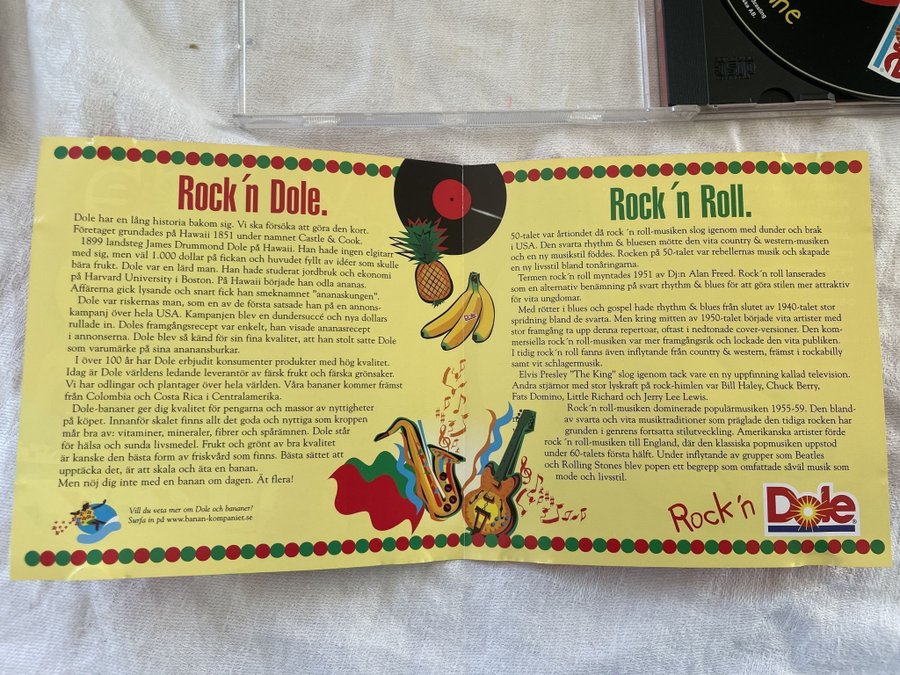 Rock´n Dole.
Dole har en lång historia bakom sig. Vi ska försöka att göra den kort.
Företaget grundades på Hawaii 1851 under namnet Castle & Cook.
1899 landsteg James Drummond Dole på Hawaii. Han hade ingen elgitarr
med sig, men väl 1.000 dollar på fickan och huvudet fyllt av idéer som skulle
bära frukt. Dole var en lärd man. Han hade studerat jordbruk och ekonomi
på Harvard University i Boston. På Hawaii började han odla ananas.
Affärerna gick lysande och snart fick han smeknamnet "ananaskungen".
Dole var riskernas man, som en av de första satsade han på en annons-
kampanj över hela USA. Kampanjen blev en dundersuccé och nya dollars
rullade in. Doles framgångsrecept var enkelt, han visade ananasrecept
i annonserna. Dole blev så känd för sin fina kvalitet, att han stolt satte Dole
som varumärke på sina ananansburkar.
I över 100 år har Dole erbjudit konsumenter produkter med hög kvalitet.
Idag är Dole världens ledande leverantör av färsk frukt och färska grönsaker.
Vi har odlingar och plantager över hela världen. Våra bananer kommer främst
från Colombia och Costa Rica i Centralamerika.
Dole-bananer ger dig kvalitet för pengarna och massor av nyttigheter
på köpet. Innanför skalet finns allt det goda och nyttiga som kroppen
mår bra av: vitaminer, mineraler, fibrer och spårämnen. Dole står
för hälsa och sunda livsmedel. Frukt och grönt av bra kvalitet
är kanske den bästa form av friskvård som finns. Bästa sättet att
upptäcka det, är att skala och äta en banan.
Men nöj dig inte med en banan om dagen. Ät flera!
Vill du veta mer om Dole och bananer!
Surfa in på www.banan-kompaniet.se
Rock´n Roll.
50-talet var årtiondet då rock´n roll-musiken slog igenom med dunder och brak
i USA. Den svarta rhythm & bluesen mötte den vita country & western-musiken
och en ny musikstil föddes. Rocken på 50-talet var rebellernas musik och skapade
en ny livsstil bland tonåringarna.
Termen rock´n roll myntades 1951 av Dj:n Alan Freed. Rock´n roll lanserades
som en alternativ benämning på svart rhythm & blues för att göra stilen mer attraktiv
för vita ungdomar.
Med rötter i blues och gospel hade rhythm & blues från slutet av 1940-talet stor
spridning bland de svarta. Men kring mitten av 1950-talet började vita artister med
stor framgång ta upp denna repertoar, oftast i nedtonade cover-versioner. Den kom-
mersiella rock´n roll-musiken var mer framgångsrik och lockade den vita publiken.
I tidig rock´n roll fanns även inflytande från country & western, främst i rockabilly
samt vit schlagermusik.
Elvis Presley "The King" slog igenom tack vare en ny uppfinning kallad television.
Andra stjärnor med stor lyskraft på rock-himlen var Bill Haley, Chuck Berry,
Fats Domino, Little Richard och Jerry Lee Lewis.
Rock´n roll-musiken dominerade populärmusiken 1955-59. Den bland-
av svarta och vita musiktraditioner som präglade den tidiga rocken har
grunden i genrens fortsatta stilutveckling. Amerikanska artister förde
rock´n roll-musiken till England, där den klassiska popmusiken uppstod
under 60-talets första hälft. Under inflytande av grupper som Beatles
och Rolling Stones blev popen ett begrepp som omfattade såväl musik som
mode och livsstil.
Rock´n Dole